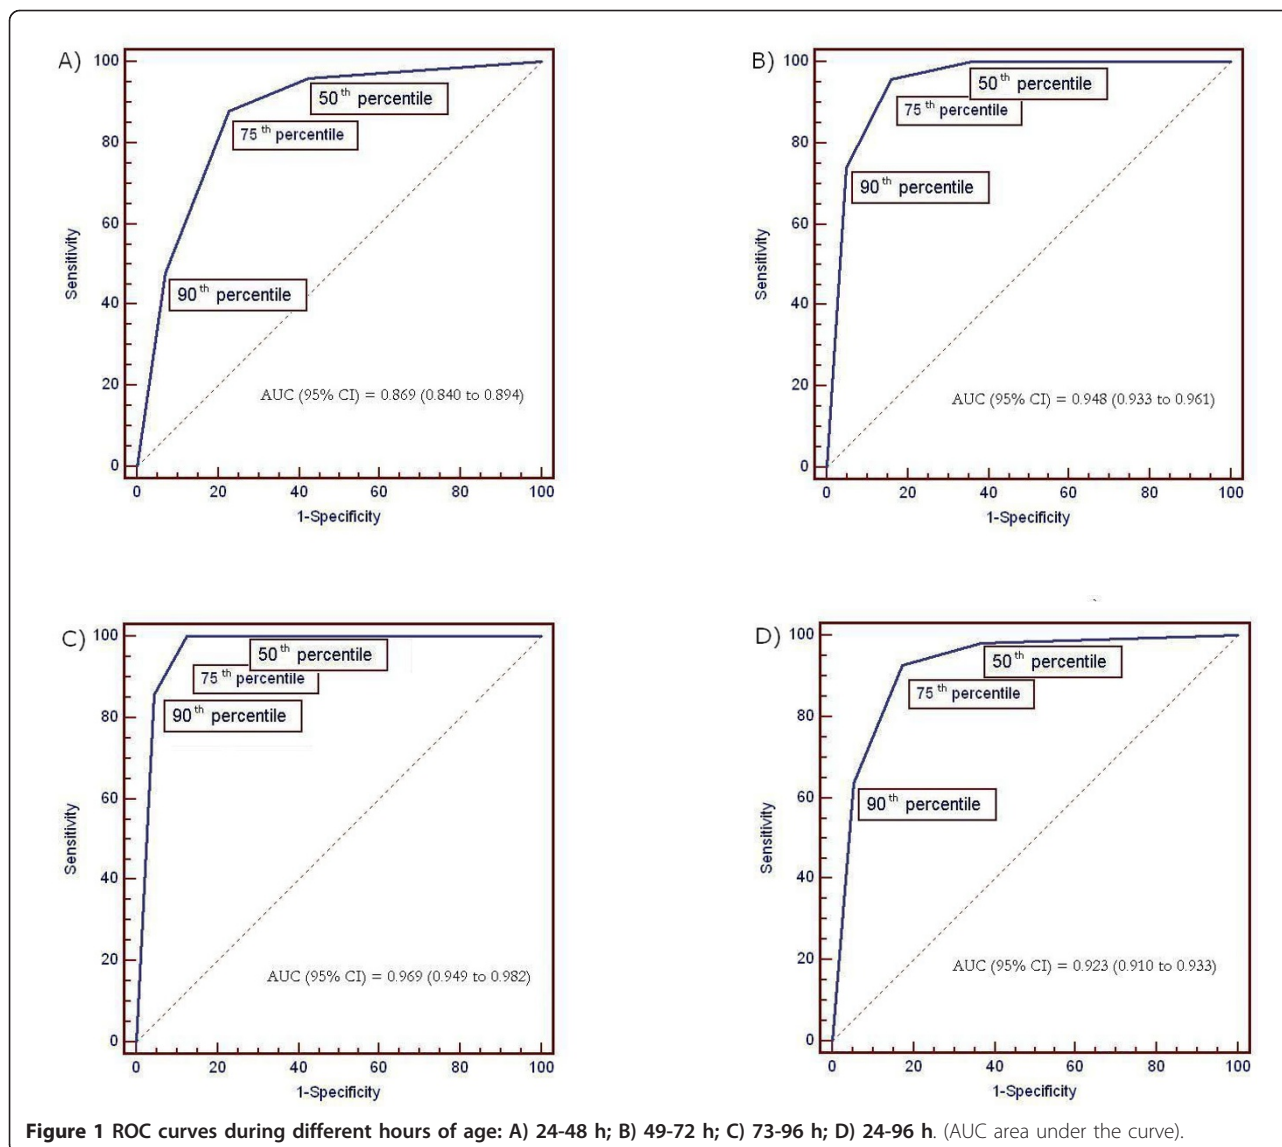 A)
100
80
60
40
20
0
Sensitivity
50th percentile
75th percentile
90th percentile
AUC (95% CI) = 0.869 (0.840 to 0.894)
0 20 40 60 80 100
1-Specificity
B)
100
80
60
40
20
0
Sensitivity
50th percentile
75th percentile
90th percentile
AUC (95% CI) = 0.948 (0.933 to 0.961)
0 20 40 60 80 100
1-Specificity
C)
100
80
60
40
20
0
Sensitivity
50th percentile
75th percentile
90th percentile
AUC (95% CI) = 0.969 (0.949 to 0.982)
0 20 40 60 80 100
1-Specificity
D)
100
80
60
40
20
0
Sensitivity
50th percentile
75th percentile
90th percentile
AUC (95% CI) = 0.923 (0.910 to 0.933)
0 20 40 60 80 100
1-Specificity
Figure 1 ROC curves during different hours of age: A) 24-48 h; B) 49-72 h; C) 73-96 h; D) 24-96 h. (AUC area under the curve).